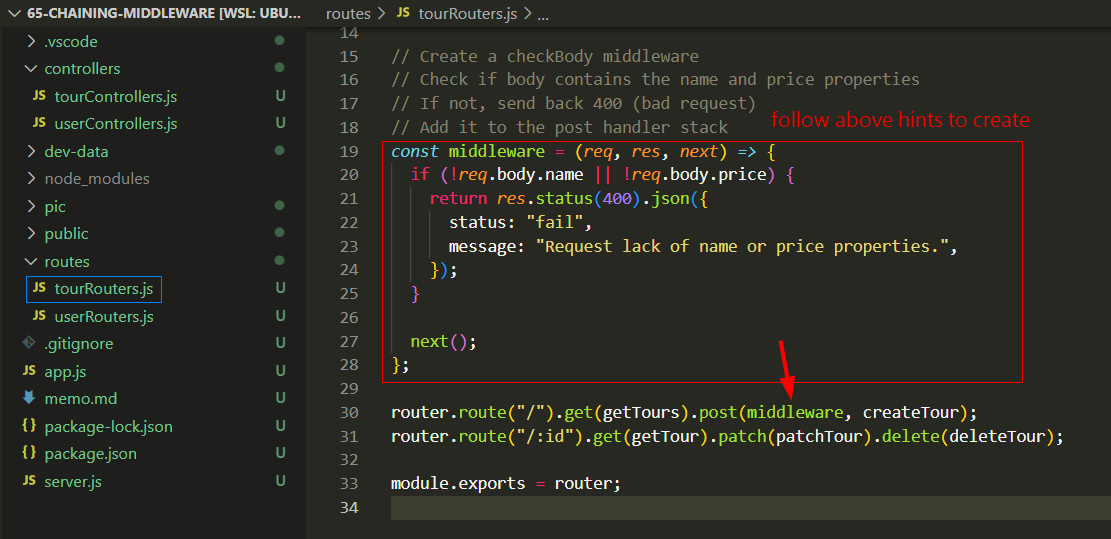 65-CHAINING-MIDDLEWARE [WSL: UBU...
.vscode
controllers
JS tourControllers.js U
JS userControllers.js U
dev-data
node_modules
pic
public
routes
JS tourRouters.js U
JS userRouters.js U
.gitignore U
JS app.js U
memo.md U
{} package-lock.json U
{} package.json U
JS server.js U
routes > JS tourRouters.js > ...
14
15 // Create a checkBody middleware
16 // Check if body contains the name and price properties
17 // If not, send back 400 (bad request)
18 // Add it to the post handler stack
follow above hints to create
19 const middleware = (req, res, next) => {
20 if (!req.body.name || !req.body.price) {
21 return res.status(400).json({
22 status: "fail",
23 message: "Request lack of name or price properties.",
24 });
25 }
26
27 next();
28 };
29
30 router.route("/").get(getTours).post(middleware, createTour);
31 router.route("/:id").get(getTour).patch(patchTour).delete(deleteTour);
32
33 module.exports = router;
34